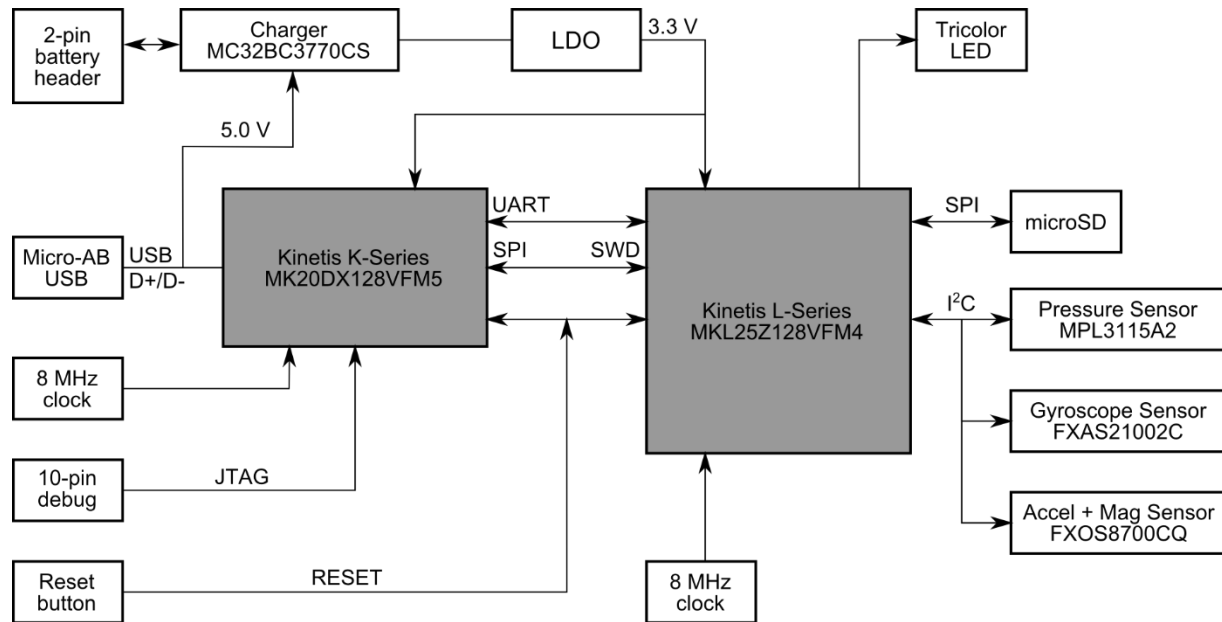 2-pin
battery
header
Charger
MC32BC3770CS
LDO
3.3 V
Tricolor
LED
5.0 V
Micro-AB
USB
USB
D+/D-
Kinetis K-Series
MK20DX128VFM5
UART
SPI
SWD
Kinetis L-Series
MKL25Z128VFM4
SPI
microSD
I²C
Pressure Sensor
MPL3115A2
Gyroscope Sensor
FXAS21002C
Accel + Mag Sensor
FXOS8700CQ
8 MHz
clock
10-pin
debug
JTAG
Reset
button
RESET
8 MHz
clock